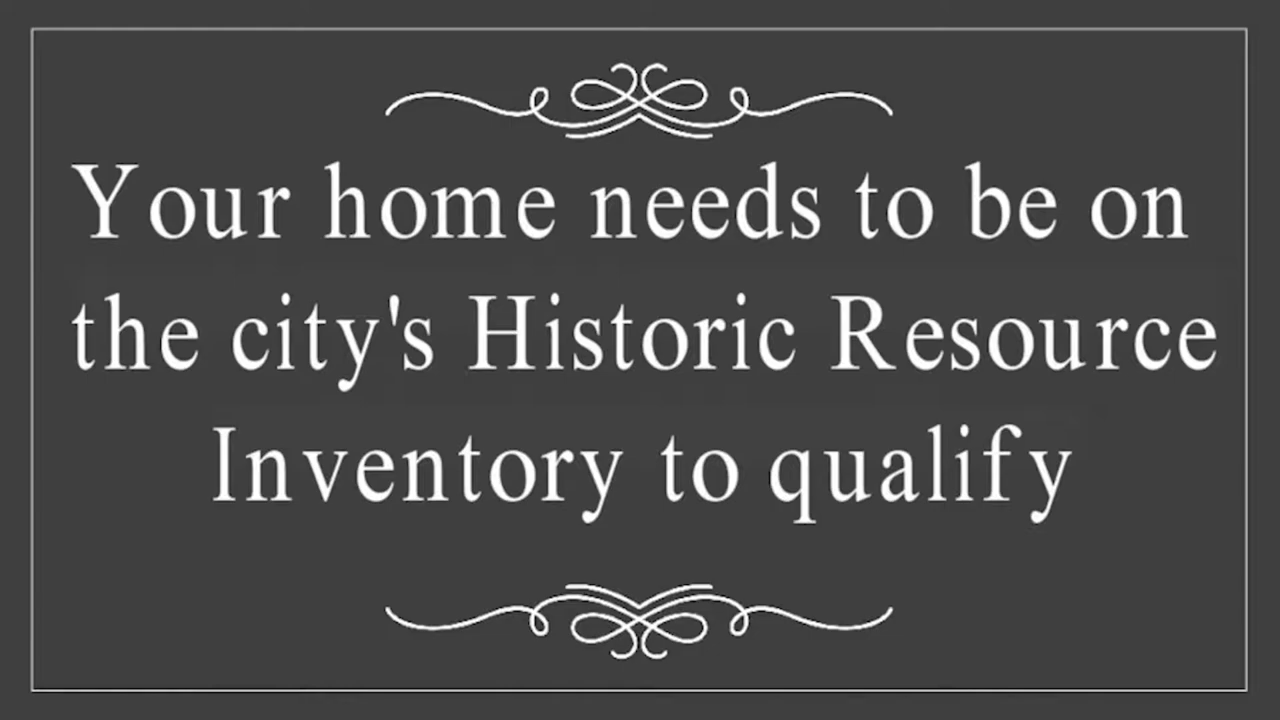 Your home needs to be on
the city's Historic Resource
Inventory to qualify